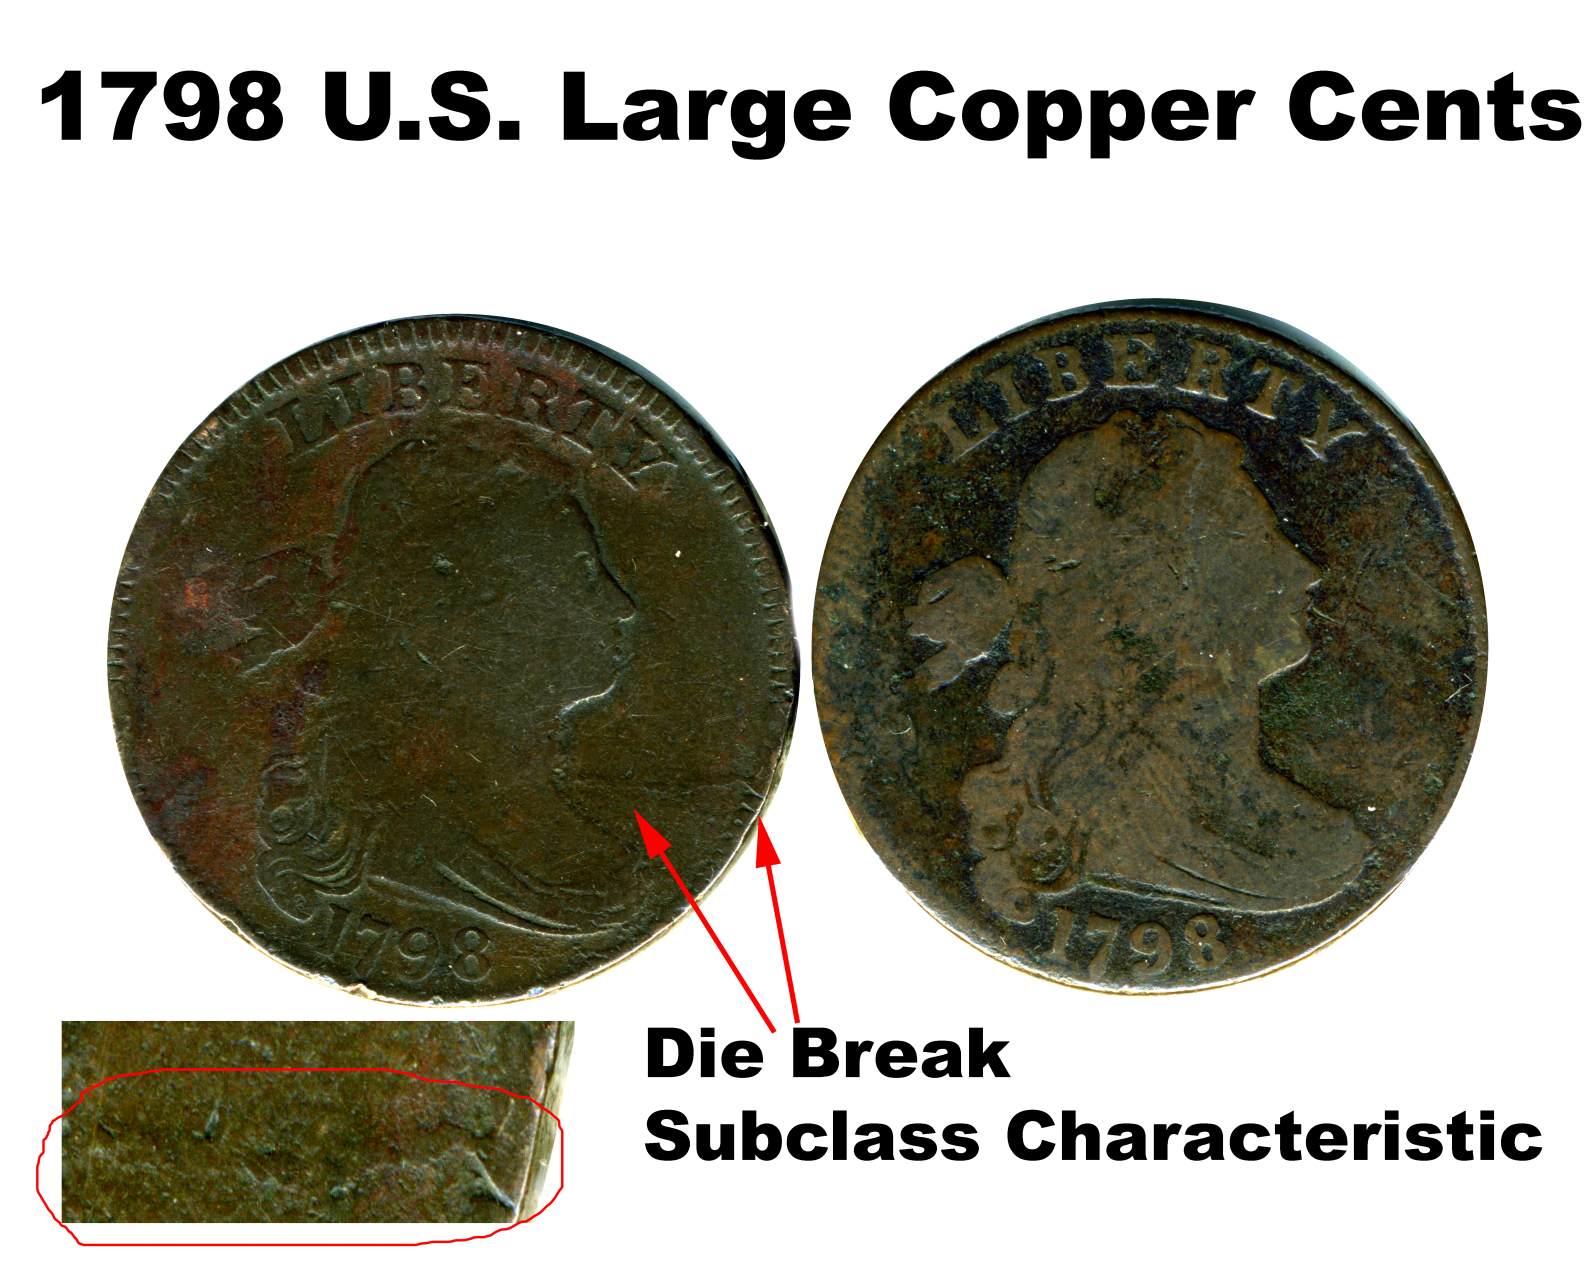 1798 U.S. Large Copper Cents
LIBERTY
1798
LIBERTY
1798
Die Break
Subclass Characteristic